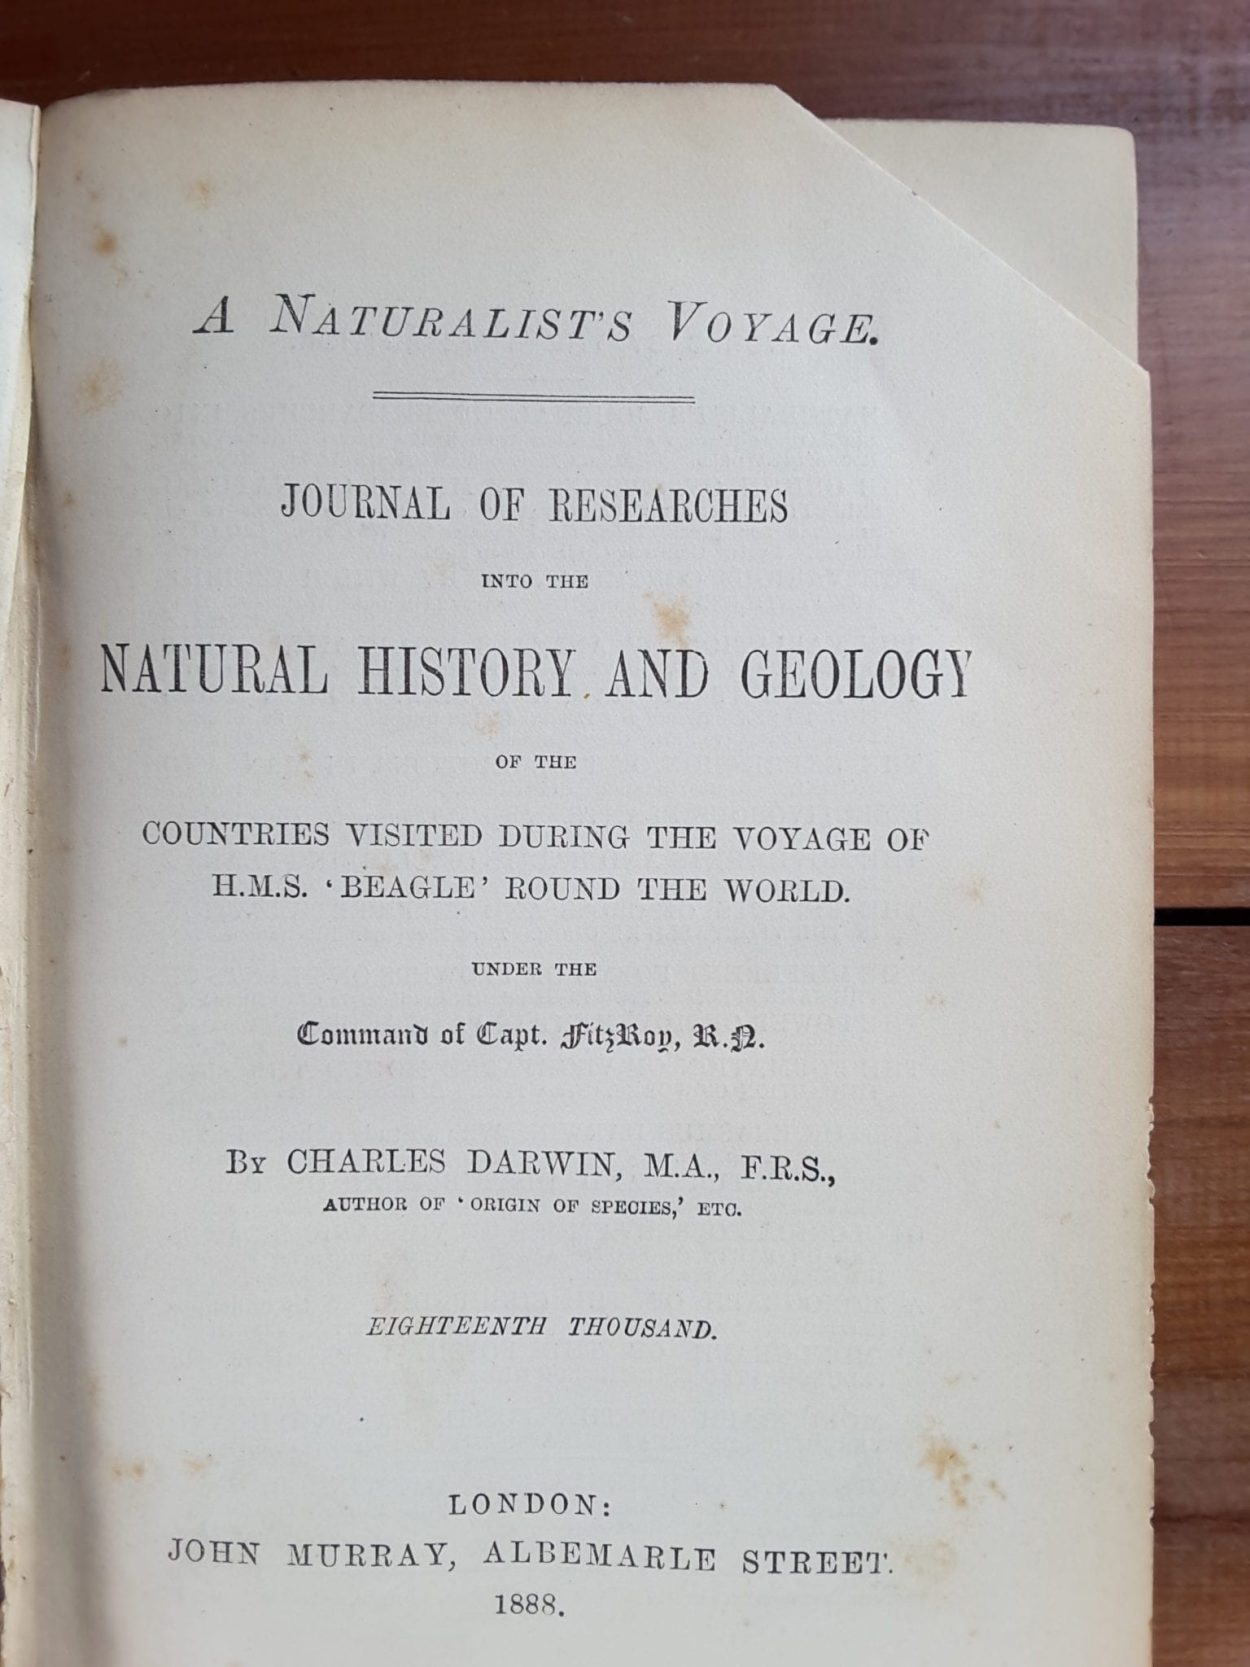 A NATURALIST'S VOYAGE.
JOURNAL OF RESEARCHES
INTO THE
NATURAL HISTORY AND GEOLOGY
OF THE
COUNTRIES VISITED DURING THE VOYAGE OF
H.M.S. ‘BEAGLE’ ROUND THE WORLD.
UNDER THE
Command of Capt. FitzRoy, R.N.
By CHARLES DARWIN, M.A., F.R.S.,
AUTHOR OF ‘ORIGIN OF SPECIES,’ ETC.
EIGHTEENTH THOUSAND.
LONDON:
JOHN MURRAY, ALBEMARLE STREET.
1888.